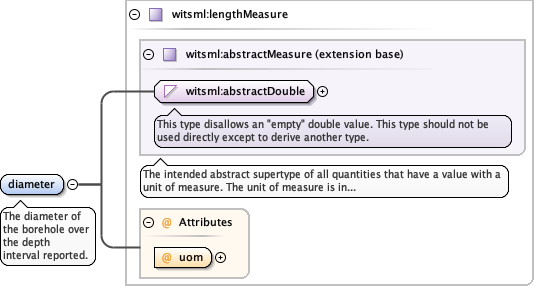 witsml:lengthMeasure
witsml:abstractMeasure (extension base)
witsml:abstractDouble
This type disallows an "empty" double value. This type should not be
used directly except to derive another type.
The intended abstract supertype of all quantities that have a value with a
unit of measure. The unit of measure is in...
diameter
The diameter of
the borehole over
the depth
interval reported.
@ Attributes
@ uom